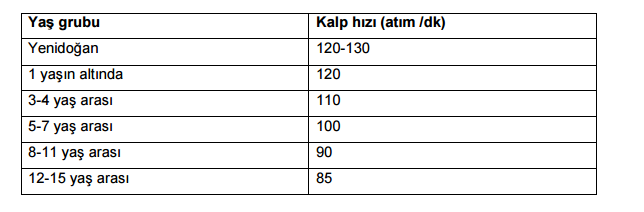 Yaş grubu Kalp hızı (atım /dk)
Yenidoğan 120-130
1 yaşın altında 120
3-4 yaş arası 110
5-7 yaş arası 100
8-11 yaş arası 90
12-15 yaş arası 85